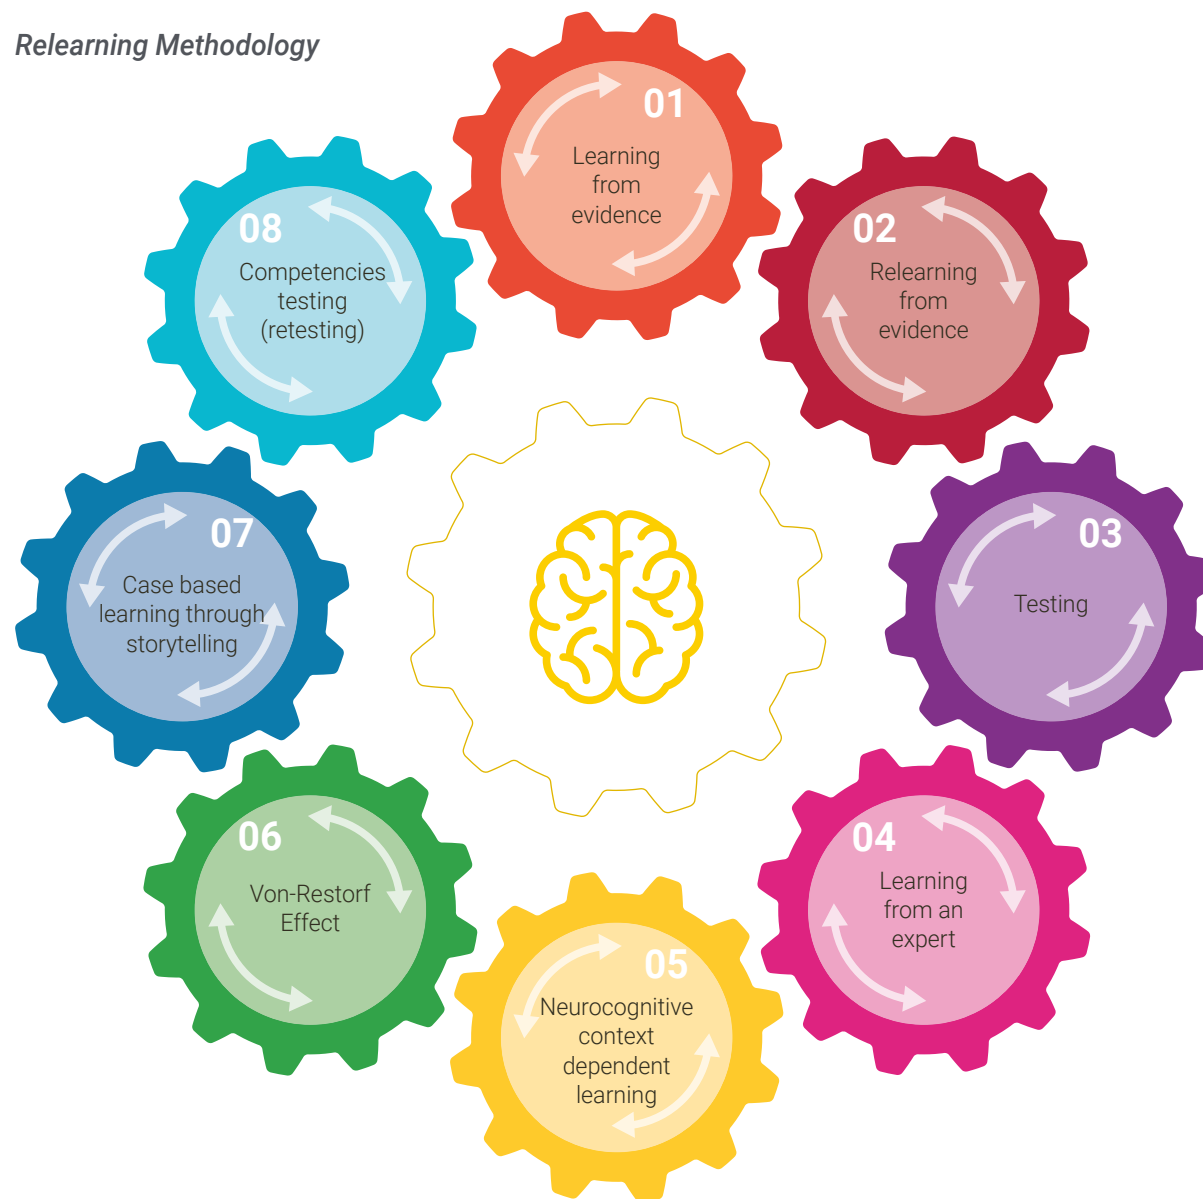 Relearning Methodology
01
Learning
from
evidence
02
Relearning
from
evidence
03
Testing
04
Learning
from an
expert
05
Neurocognitive
context
dependent
learning
06
Von-Restorf
Effect
07
Case based
learning through
storytelling
08
Competencies
testing
(retesting)